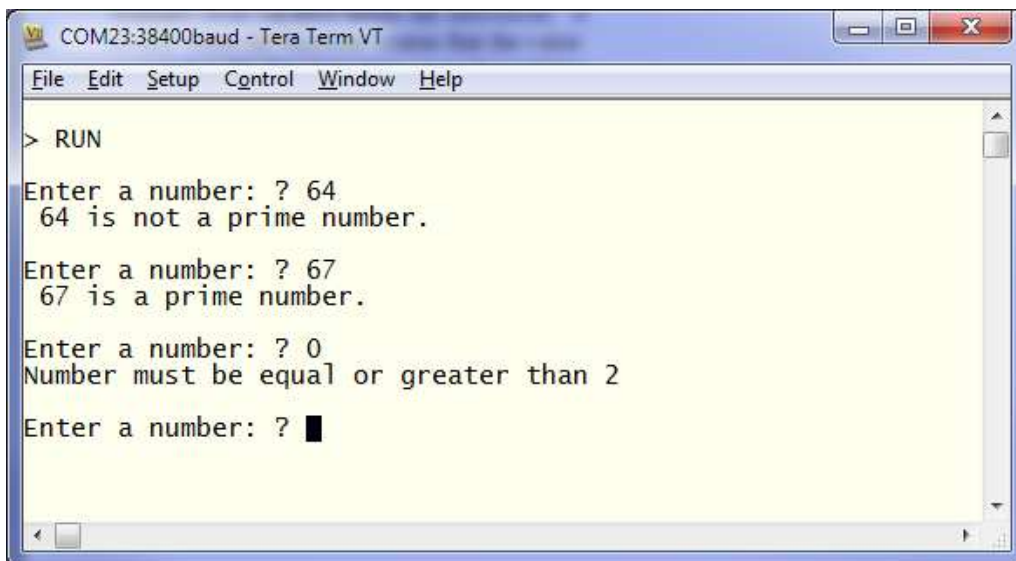 COM23:38400baud - Tera Term VT
File Edit Setup Control Window Help
> RUN
Enter a number: ? 64
64 is not a prime number.
Enter a number: ? 67
67 is a prime number.
Enter a number: ? 0
Number must be equal or greater than 2
Enter a number: ?